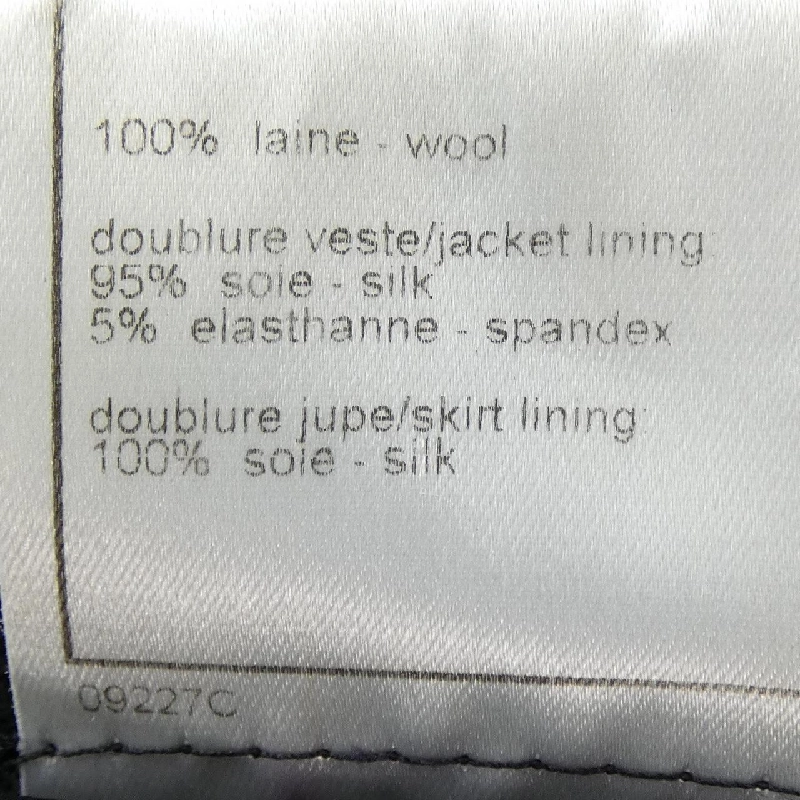 100% laine - wool
doublure veste/jacket lining:
95% soie - silk
5% elasthanne - spandex
doublure jupe/skirt lining:
100% soie - silk
09227C